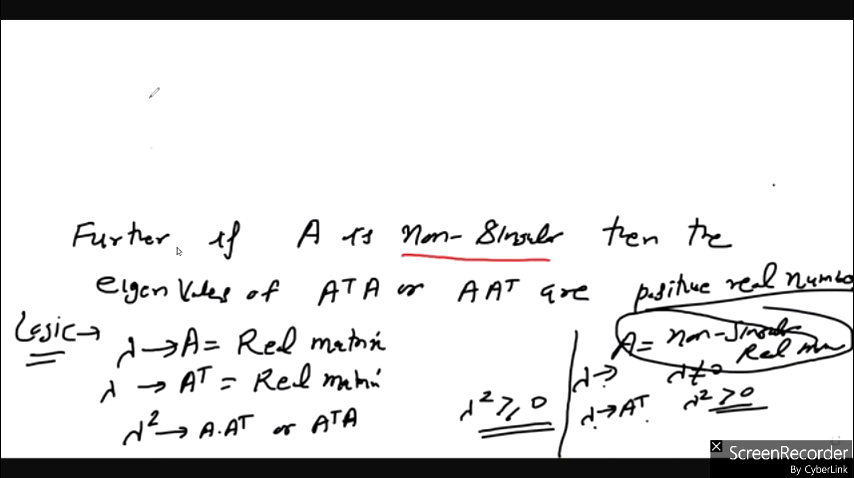 Further if A is non-Singular then the
eigen Values of AᵀA or AAᵀ are positive real number
Logic →
λ → A = Real matrix
λ → Aᵀ = Real matrix
λ² → A.Aᵀ or AᵀA
λ² ≥ 0
A = non-Singular
Real
λ → λ ≠ 0
λ → Aᵀ λ² > 0
ScreenRecorder
By CyberLink